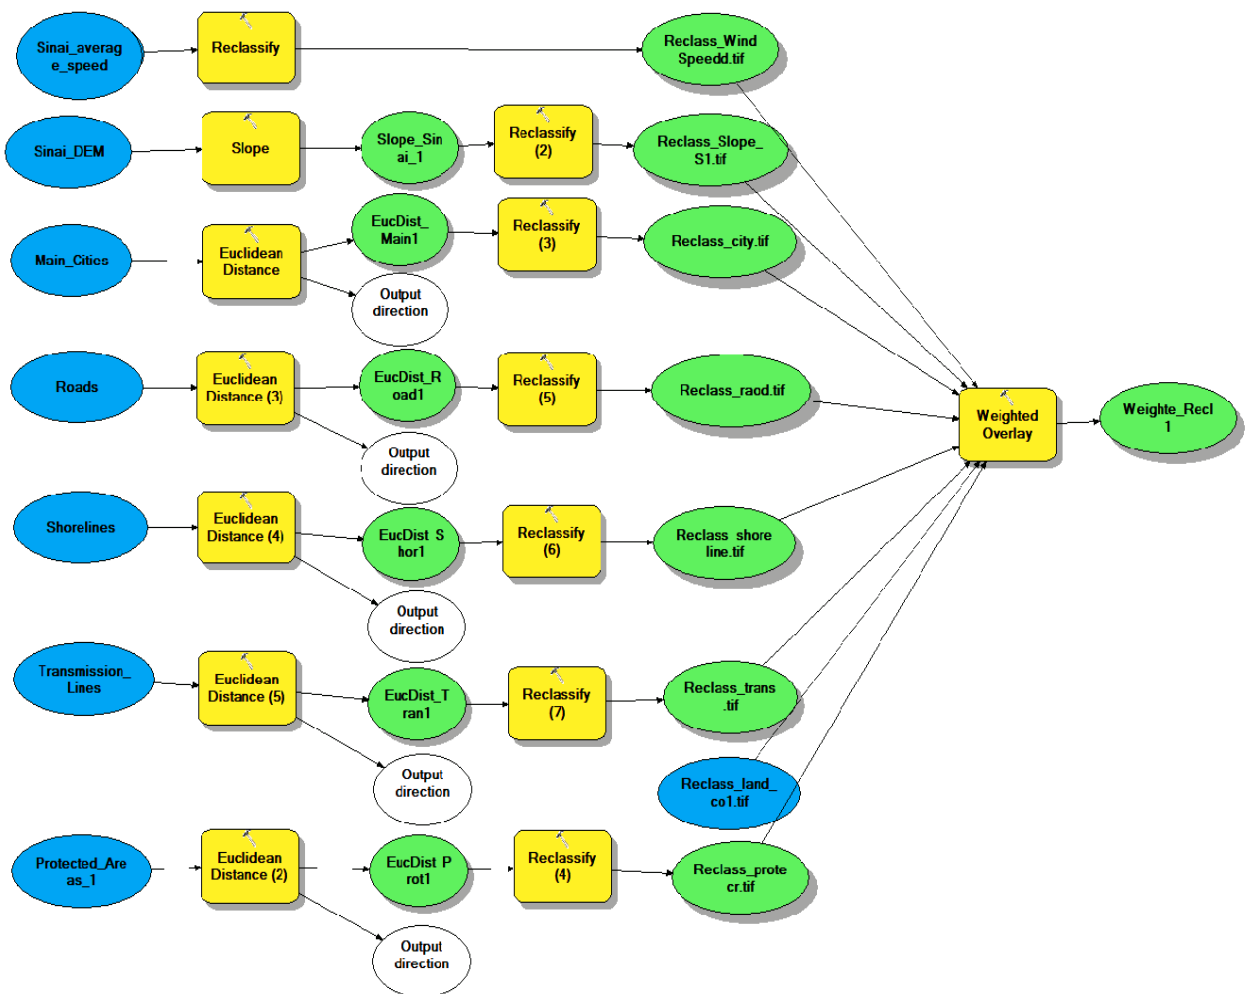 Sinai_averag
e_speed
Reclassify
Reclass_Wind
Speedd.tif
Sinai_DEM
Slope
Slope_Sin
ai_1
Reclassify
(2)
Reclass_Slope_
S1.tif
Main_Cities
Euclidean
Distance
EucDist_
Main1
Output
direction
Reclassify
(3)
Reclass_city.tif
Roads
Euclidean
Distance (3)
EucDist_R
oad1
Output
direction
Reclassify
(5)
Reclass_raod.tif
Weighted
Overlay
Weighte_Recl
1
Shorelines
Euclidean
Distance (4)
EucDist_S
hor1
Output
direction
Reclassify
(6)
Reclass_shore
line.tif
Transmission_
Lines
Euclidean
Distance (5)
EucDist_T
ran1
Output
direction
Reclassify
(7)
Reclass_trans
.tif
Reclass_land_
co1.tif
Protected_Are
as_1
Euclidean
Distance (2)
EucDist_P
rot1
Output
direction
Reclassify
(4)
Reclass_prote
cr.tif